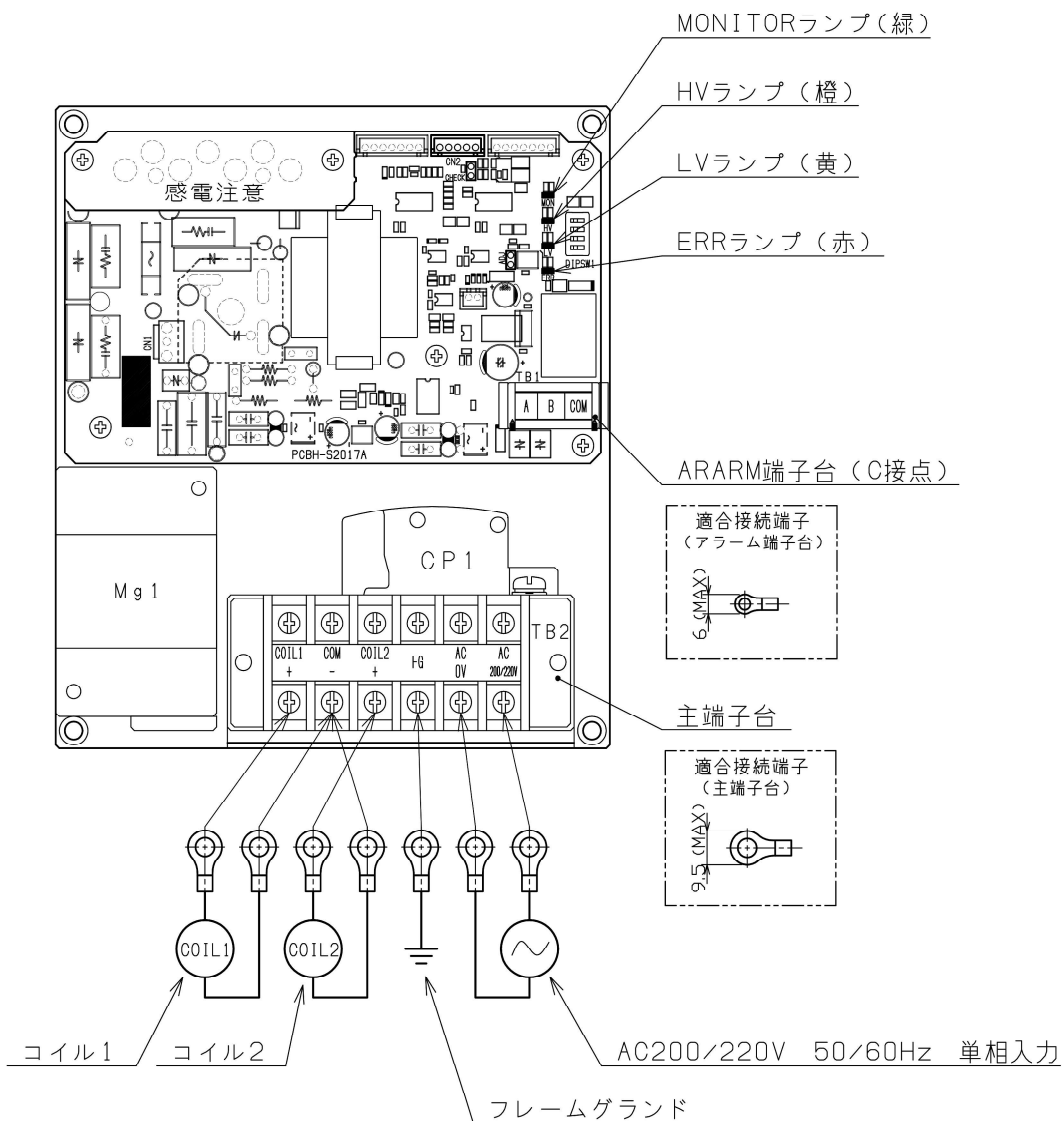 MONITORランプ(緑)
HVランプ(橙)
LVランプ(黄)
ERRランプ(赤)
感電注意
CN2
CHECK
MON
HV
DIPSW1
CN1
TB1
A B COM
PCBH-S2017A
ARARM端子台(C接点)
適合接続端子
(アラーム端子台)
6(MAX)
Mg1
CP1
TB2
COIL1 COM COIL2 FG AC AC
+ - + 0V 200/220V
主端子台
適合接続端子
(主端子台)
9.5(MAX)
COIL1 COIL2
コイル1 コイル2 AC200/220V 50/60Hz 単相入力
フレームグランド